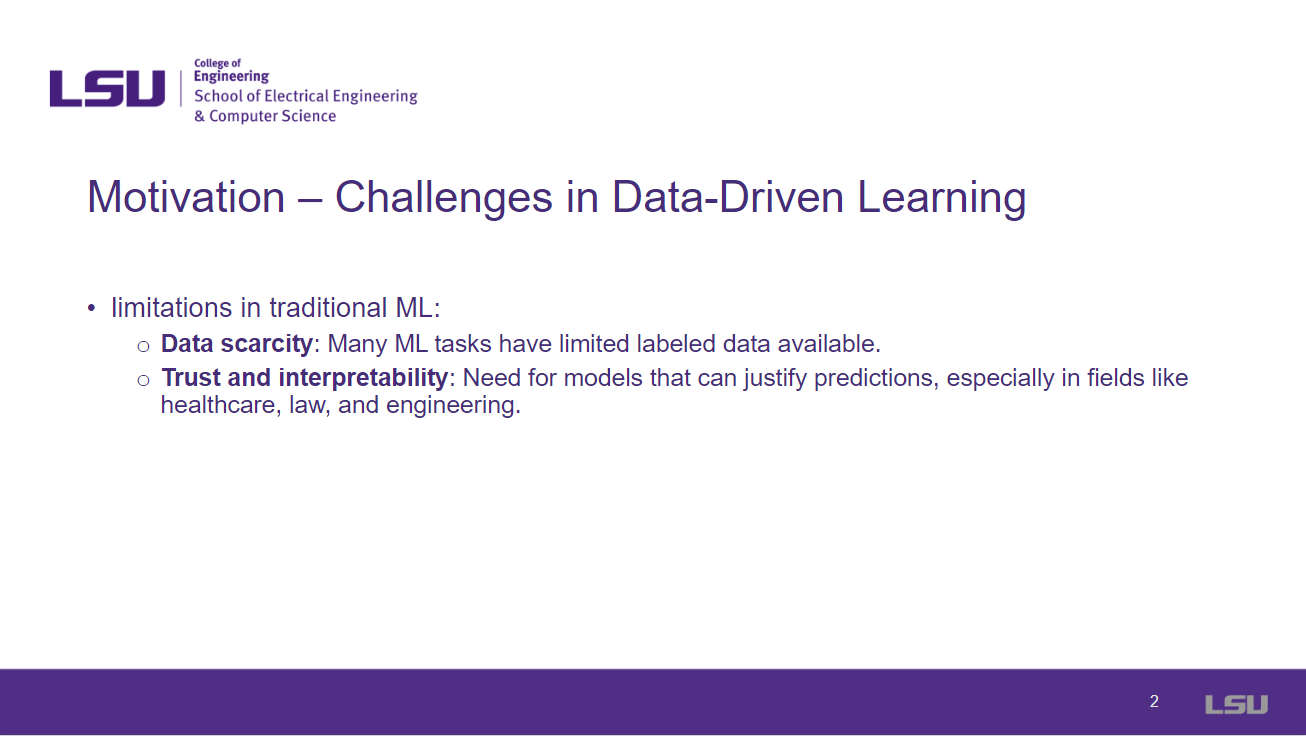 LSU
College of
Engineering
School of Electrical Engineering
& Computer Science
Motivation – Challenges in Data-Driven Learning
• limitations in traditional ML:
o Data scarcity: Many ML tasks have limited labeled data available.
o Trust and interpretability: Need for models that can justify predictions, especially in fields like
healthcare, law, and engineering.
2
LSU